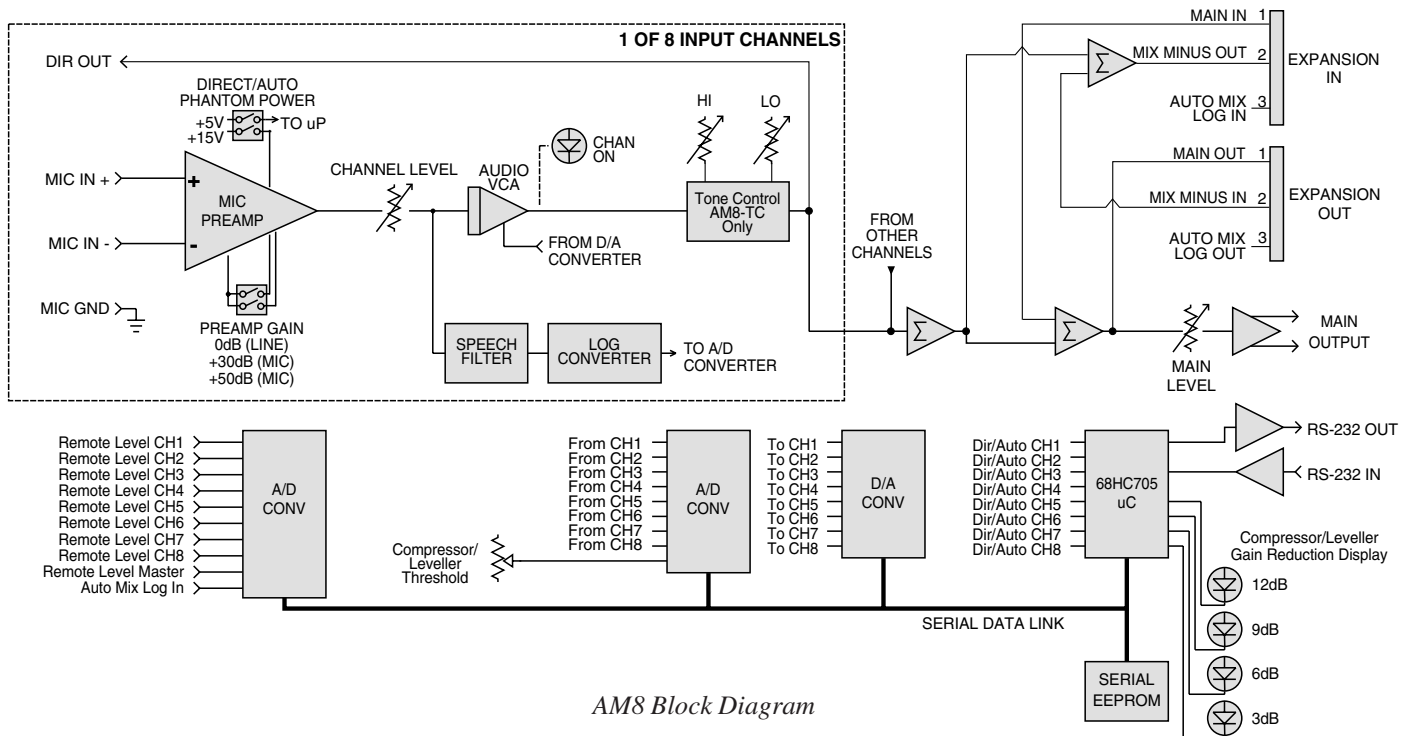 1 OF 8 INPUT CHANNELS
DIR OUT
DIRECT/AUTO
PHANTOM POWER
+5V
+15V
TO uP
MIC IN +
MIC IN -
MIC GND
+
-
MIC
PREAMP
PREAMP GAIN
0dB (LINE)
+30dB (MIC)
+50dB (MIC)
CHANNEL LEVEL
AUDIO
VCA
CHAN
ON
FROM D/A
CONVERTER
SPEECH
FILTER
LOG
CONVERTER
TO A/D
CONVERTER
HI
LO
Tone Control
AM8-TC
Only
FROM
OTHER
CHANNELS
Σ
Σ
Σ
MAIN IN 1
MIX MINUS OUT 2
AUTO MIX 3
LOG IN
EXPANSION
IN
MAIN OUT 1
MIX MINUS IN 2
AUTO MIX 3
LOG OUT
EXPANSION
OUT
MAIN
LEVEL
MAIN
OUTPUT
Remote Level CH1
Remote Level CH2
Remote Level CH3
Remote Level CH4
Remote Level CH5
Remote Level CH6
Remote Level CH7
Remote Level CH8
Remote Level Master
Auto Mix Log In
A/D
CONV
From CH1
From CH2
From CH3
From CH4
From CH5
From CH6
From CH7
From CH8
Compressor/
Leveller
Threshold
A/D
CONV
To CH1
To CH2
To CH3
To CH4
To CH5
To CH6
To CH7
To CH8
D/A
CONV
Dir/Auto CH1
Dir/Auto CH2
Dir/Auto CH3
Dir/Auto CH4
Dir/Auto CH5
Dir/Auto CH6
Dir/Auto CH7
Dir/Auto CH8
68HC705
uC
RS-232 OUT
RS-232 IN
Compressor/Leveller
Gain Reduction Display
12dB
9dB
6dB
3dB
SERIAL DATA LINK
SERIAL
EEPROM
AM8 Block Diagram